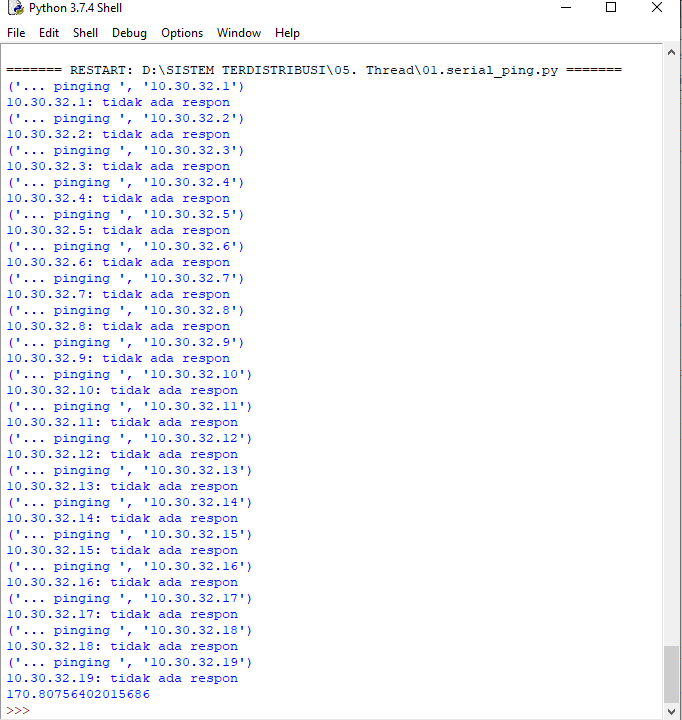 Python 3.7.4 Shell
File Edit Shell Debug Options Window Help
======= RESTART: D:\SISTEM TERDISTRIBUSI\05. Thread\01.serial_ping.py =======
('... pinging ', '10.30.32.1')
10.30.32.1: tidak ada respon
('... pinging ', '10.30.32.2')
10.30.32.2: tidak ada respon
('... pinging ', '10.30.32.3')
10.30.32.3: tidak ada respon
('... pinging ', '10.30.32.4')
10.30.32.4: tidak ada respon
('... pinging ', '10.30.32.5')
10.30.32.5: tidak ada respon
('... pinging ', '10.30.32.6')
10.30.32.6: tidak ada respon
('... pinging ', '10.30.32.7')
10.30.32.7: tidak ada respon
('... pinging ', '10.30.32.8')
10.30.32.8: tidak ada respon
('... pinging ', '10.30.32.9')
10.30.32.9: tidak ada respon
('... pinging ', '10.30.32.10')
10.30.32.10: tidak ada respon
('... pinging ', '10.30.32.11')
10.30.32.11: tidak ada respon
('... pinging ', '10.30.32.12')
10.30.32.12: tidak ada respon
('... pinging ', '10.30.32.13')
10.30.32.13: tidak ada respon
('... pinging ', '10.30.32.14')
10.30.32.14: tidak ada respon
('... pinging ', '10.30.32.15')
10.30.32.15: tidak ada respon
('... pinging ', '10.30.32.16')
10.30.32.16: tidak ada respon
('... pinging ', '10.30.32.17')
10.30.32.17: tidak ada respon
('... pinging ', '10.30.32.18')
10.30.32.18: tidak ada respon
('... pinging ', '10.30.32.19')
10.30.32.19: tidak ada respon
170.80756402015686
>>>